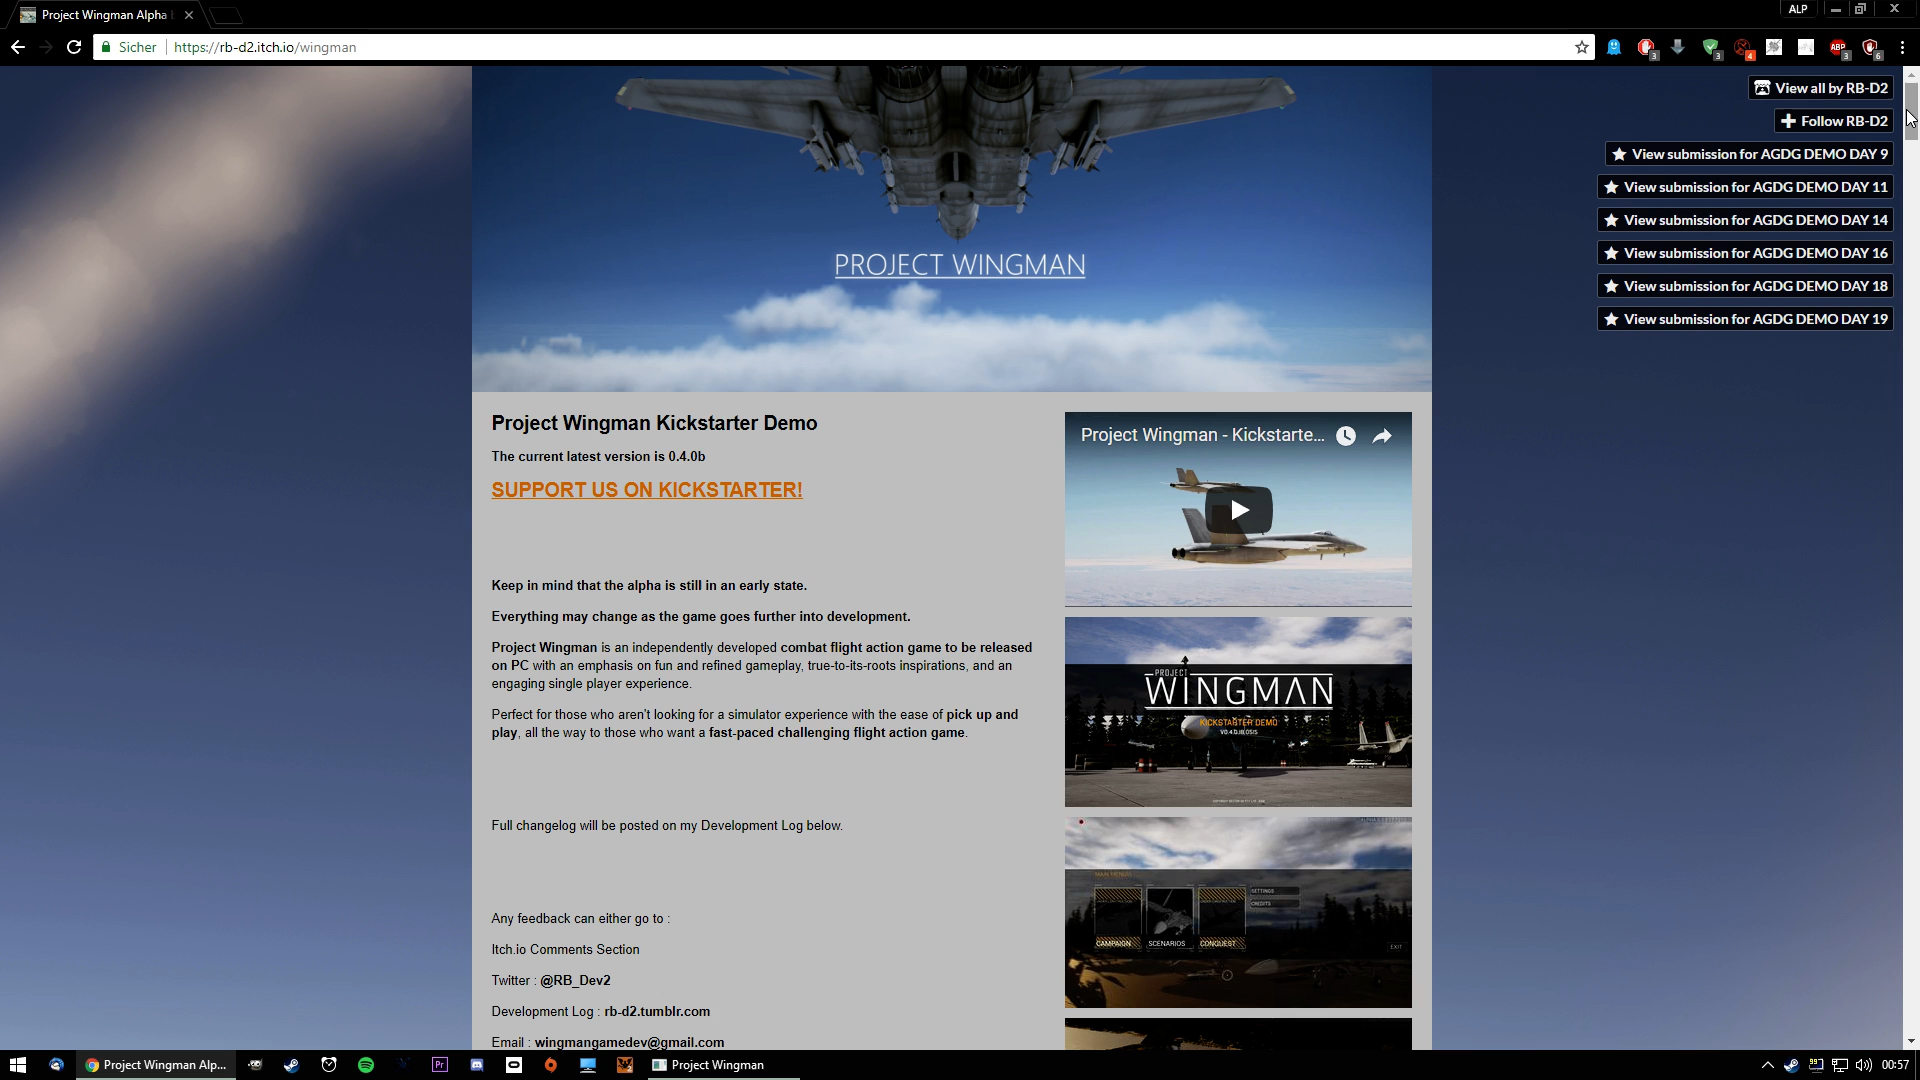 Project Wingman Alpha
ALP
Sicher
https://rb-d2.itch.io/wingman
3
3
4
ABP
3
6
View all by RB-D2
Follow RB-D2
View submission for AGDG DEMO DAY 9
View submission for AGDG DEMO DAY 11
View submission for AGDG DEMO DAY 14
View submission for AGDG DEMO DAY 16
View submission for AGDG DEMO DAY 18
View submission for AGDG DEMO DAY 19
PROJECT WINGMAN
Project Wingman Kickstarter Demo
The current latest version is 0.4.0b
SUPPORT US ON KICKSTARTER!
Keep in mind that the alpha is still in an early state.
Everything may change as the game goes further into development.
Project Wingman is an independently developed combat flight action game to be released
on PC with an emphasis on fun and refined gameplay, true-to-its-roots inspirations, and an
engaging single player experience.
Perfect for those who aren't looking for a simulator experience with the ease of pick up and
play, all the way to those who want a fast-paced challenging flight action game.
Full changelog will be posted on my Development Log below.
Any feedback can either go to :
Itch.io Comments Section
Twitter : @RB_Dev2
Development Log : rb-d2.tumblr.com
Email : wingmangamedev@gmail.com
Project Wingman - Kickstarte...
PROJECT
WINGMAN
KICKSTARTER DEMO
MAIN MENU
SETTINGS
CREDITS
CAMPAIGN
SCENARIOS
CONQUEST
EXIT
Project Wingman Alp...
Pr
Project Wingman
99
00:57